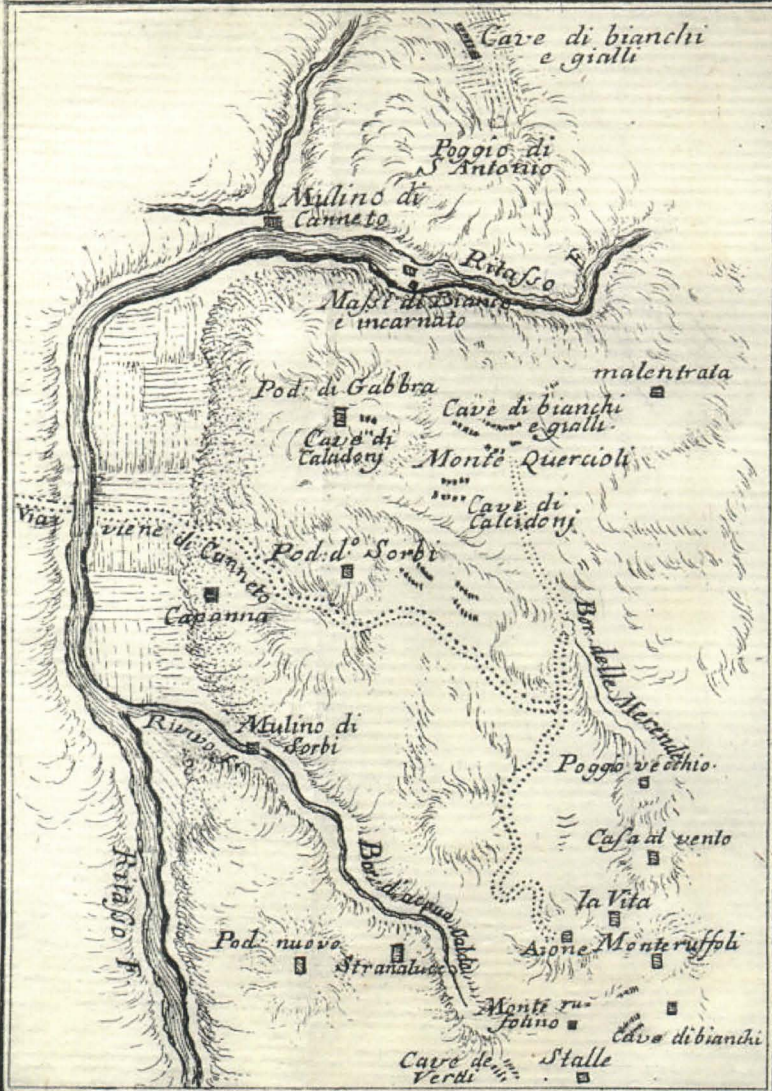 Cave di bianchi
e gialli
Poggio di
S Antonio
Mulino di
Canneto
Ritaſso F.
Maſsi di Bianco
e incarnato
malentrata
Pod. di Gabbra
Cave di
Calcidonj
Cave di bianchi
e gialli.
Monte Quercioli
Cave di
Calcidonj
Via
viene di Canneto
Pod. d.º Sorbi
Capanna
Bor. delle Merende
Mulino di
Sorbi
Poggio vecchio.
Caſa al vento
Ritaſso F.
Bor. d'acqua Calda
la Vita
Pod. nuovo
Aione
Monteruffoli
Monte ru=
folino
Cave di bianchi
Cave de
Verdi
Stalle